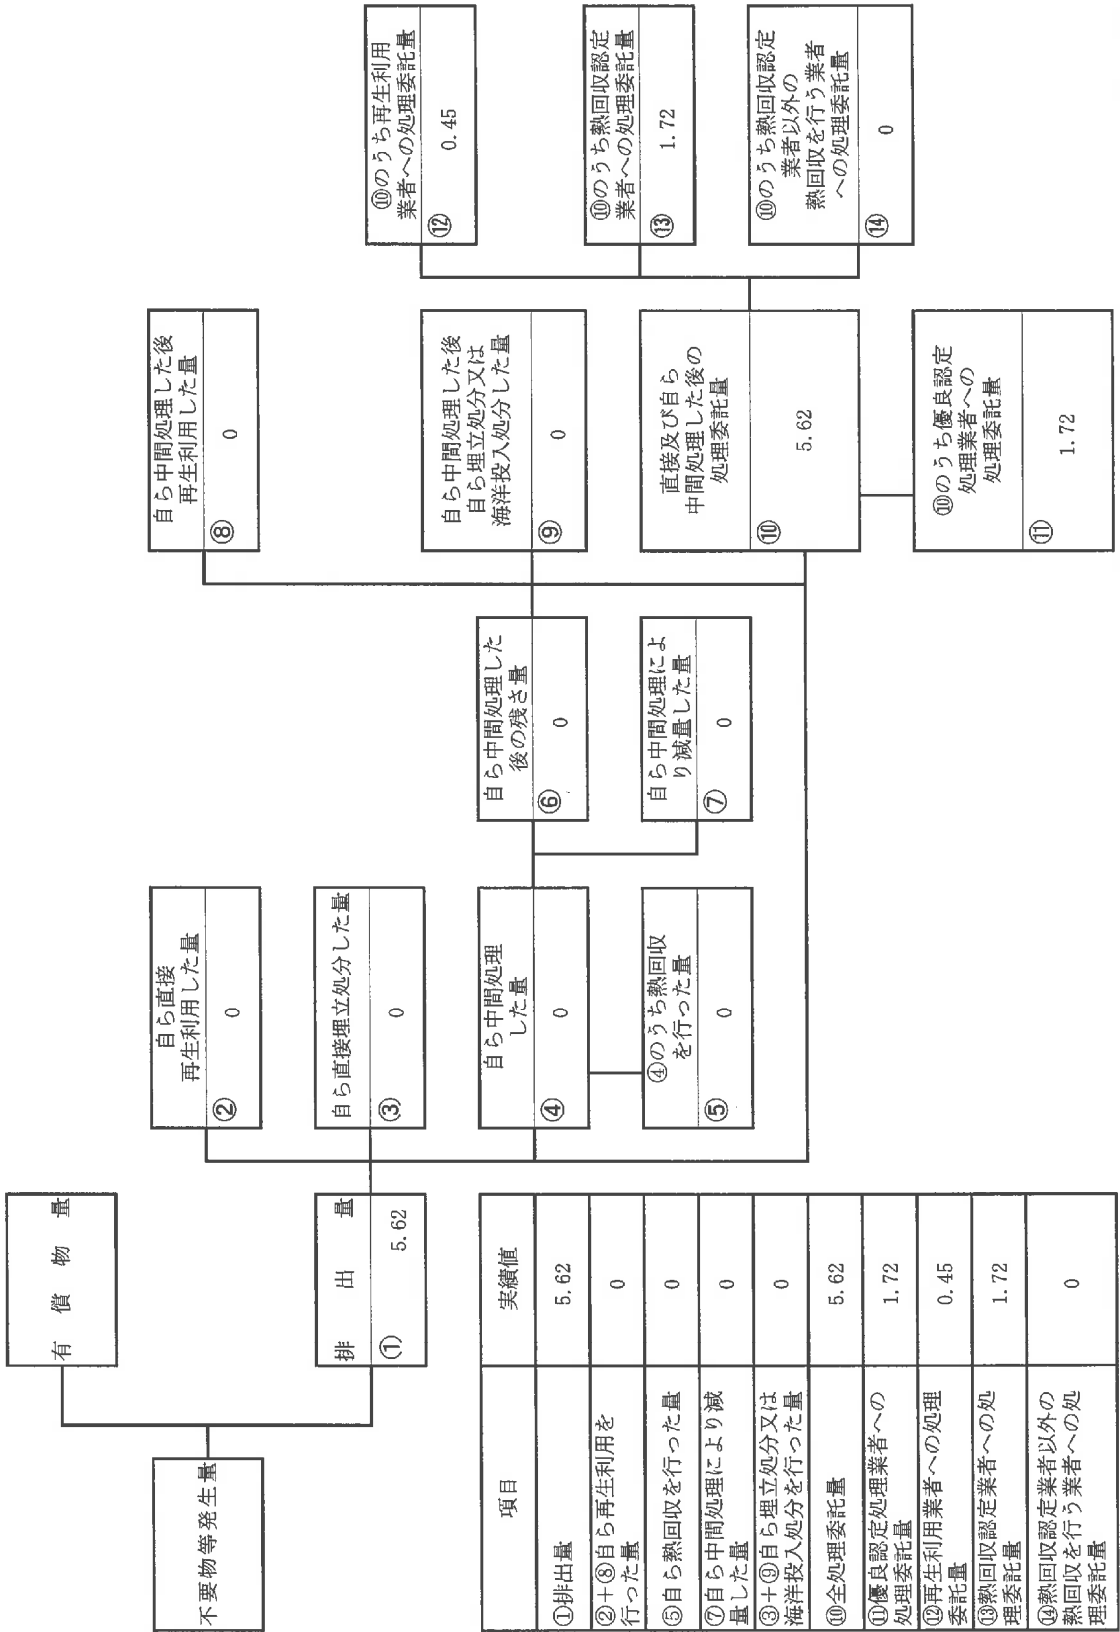 不要物等発生量
有償物量
排出量
① 5.62
自ら直接
再生利用した量
② 0
自ら直接埋立処分した量
③ 0
自ら中間処理
した量
④ 0
④のうち熱回収
を行った量
⑤ 0
自ら中間処理した
後の残さ量
⑥ 0
自ら中間処理によ
り減量した量
⑦ 0
自ら中間処理した後
再生利用した量
⑧ 0
自ら中間処理した後
自ら埋立処分又は
海洋投入処分した量
⑨ 0
直接及び自ら
中間処理した後の
処理委託量
⑩ 5.62
⑩のうち優良認定
処理業者への
処理委託量
⑪ 1.72
⑩のうち再生利用
業者への処理委託量
⑫ 0.45
⑩のうち熱回収認定
業者への処理委託量
⑬ 1.72
⑩のうち熱回収認定
業者以外の
熱回収を行う業者
への処理委託量
⑭ 0
項目 実績値
①排出量 5.62
②+⑧自ら再生利用を
行った量 0
⑤自ら熱回収を行った量 0
⑦自ら中間処理により減
量した量 0
③+⑨自ら埋立処分又は
海洋投入処分を行った量 0
⑩全処理委託量 5.62
⑪優良認定処理業者への
処理委託量 1.72
⑫再生利用業者への処理
委託量 0.45
⑬熱回収認定業者への処
理委託量 1.72
⑭熱回収認定業者以外の
熱回収を行う業者への処
理委託量 0